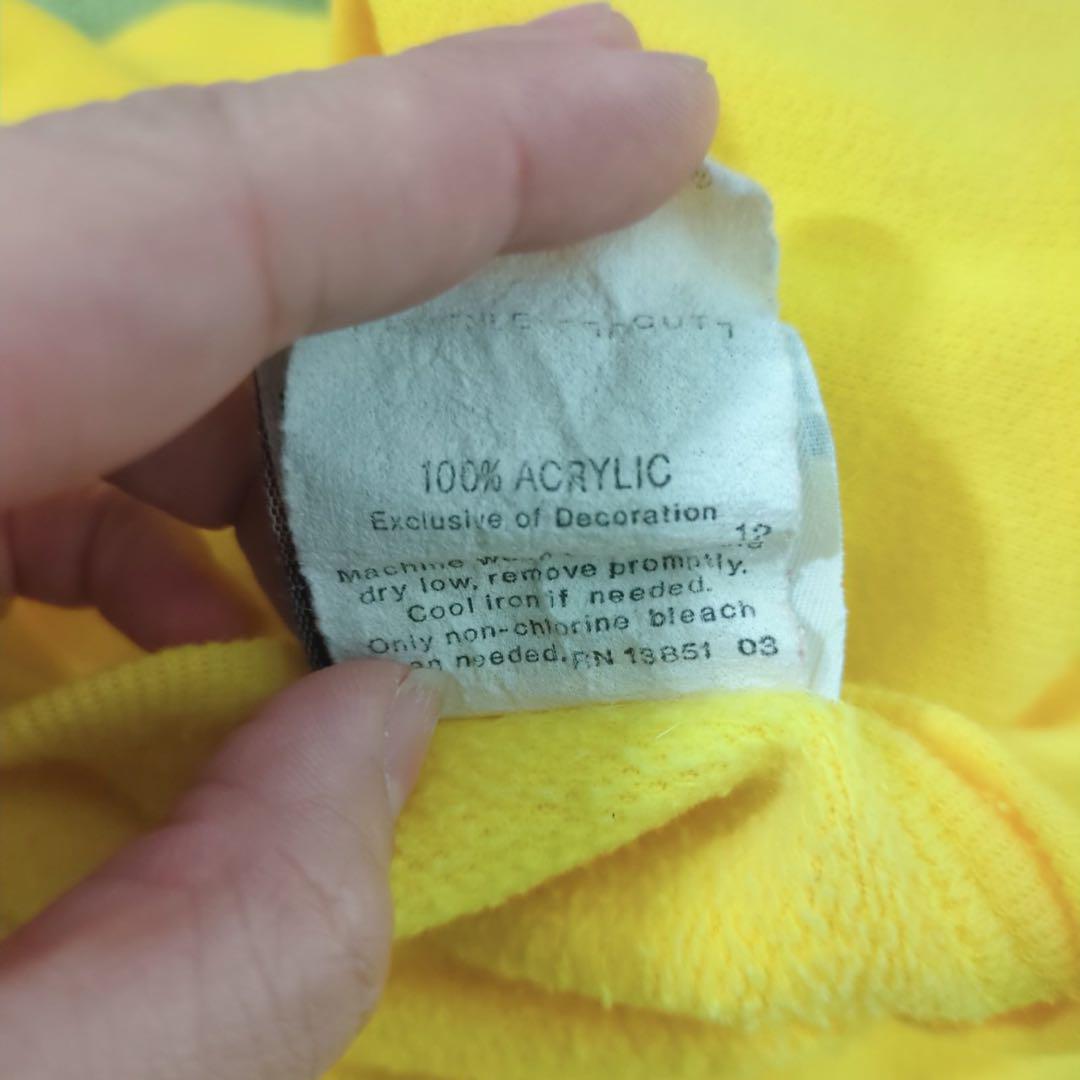 ®
100% ACRYLIC
Exclusive of Decoration
12
Machine
dry low, remove promptly.
Cool iron if needed.
Only non-chlorine bleach
needed. RN 13851 03